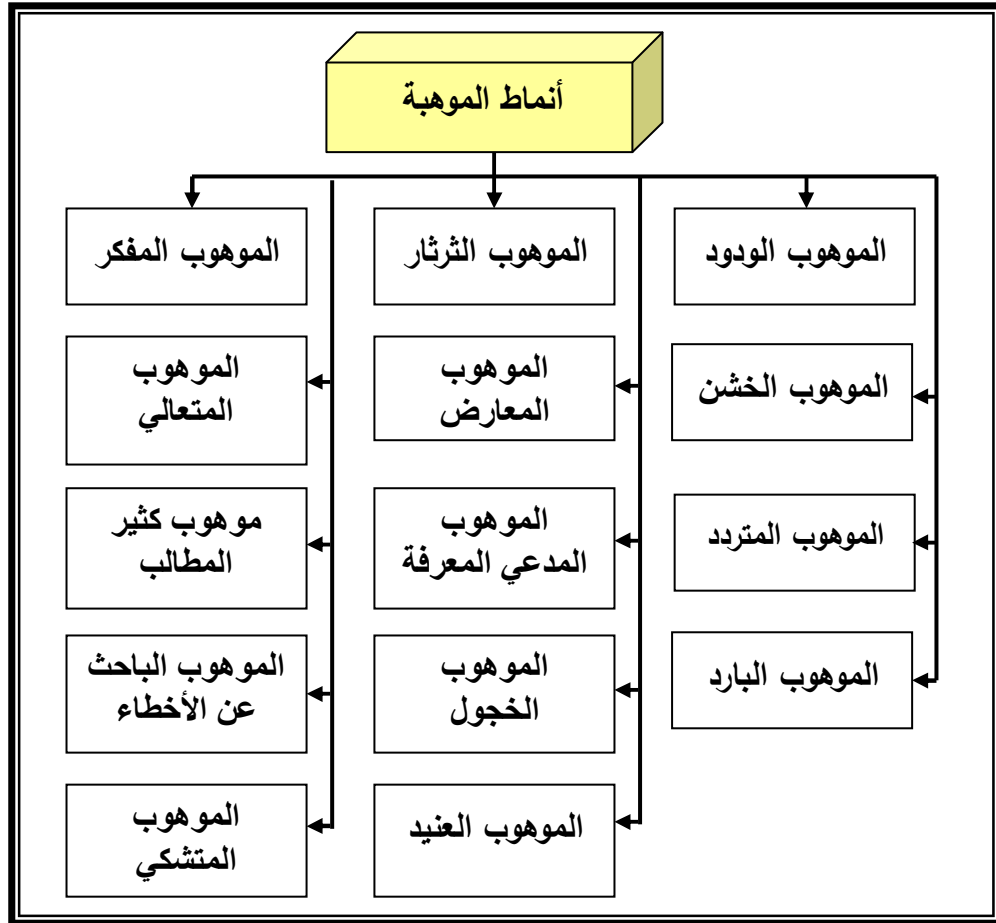 أنماط الموهبة
الموهوب الودود
الموهوب الثرثار
الموهوب المفكر
الموهوب الخشن
الموهوب
المعارض
الموهوب
المتعالي
الموهوب المتردد
الموهوب
المدعي المعرفة
موهوب كثير
المطالب
الموهوب البارد
الموهوب
الخجول
الموهوب الباحث
عن الأخطاء
الموهوب العنيد
الموهوب
المتشكي